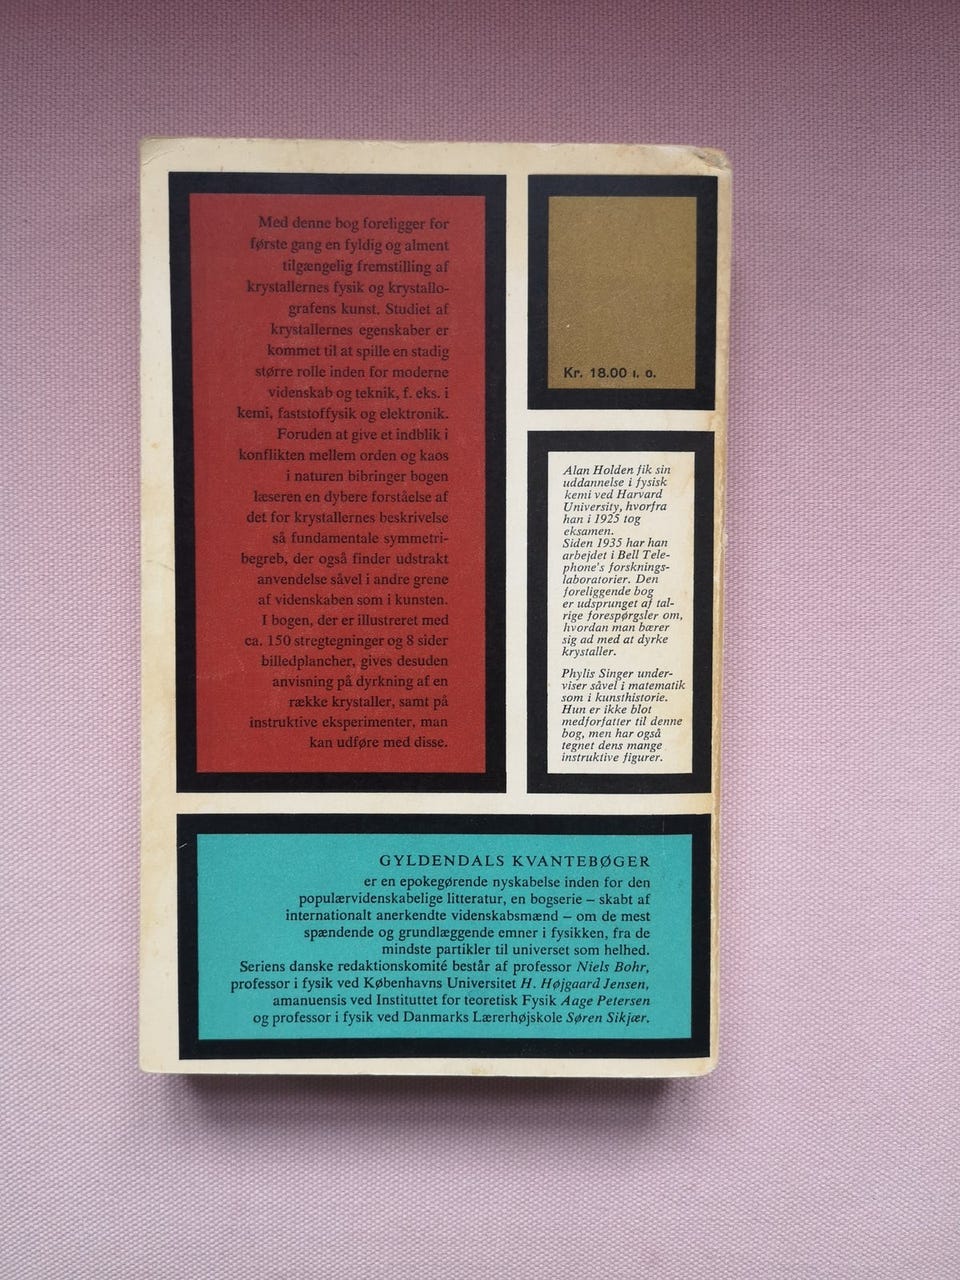 Med denne bog foreligger for
første gang en fyldig og alment
tilgængelig fremstilling af
krystallernes fysik og krystallo-
grafens kunst. Studiet af
krystallernes egenskaber er
kommet til at spille en stadig
større rolle inden for moderne
videnskab og teknik, f. eks. i
kemi, faststoffysik og elektronik.
Foruden at give et indblik i
konflikten mellem orden og kaos
i naturen bibringer bogen
læseren en dybere forståelse af
det for krystallernes beskrivelse
så fundamentale symmetri-
begreb, der også finder udstrakt
anvendelse såvel i andre grene
af videnskaben som i kunsten.
I bogen, der er illustreret med
ca. 150 stregtegninger og 8 sider
billedplancher, gives desuden
anvisning på dyrkning af en
række krystaller, samt på
instruktive eksperimenter, man
kan udføre med disse.
Kr. 18.00 i. o.
Alan Holden fik sin
uddannelse i fysisk
kemi ved Harvard
University, hvorfra
han i 1925 tog
eksamen.
Siden 1935 har han
arbejdet i Bell Tele-
phone's forsknings-
laboratorier. Den
foreliggende bog
er udsprunget af tal-
rige forespørgsler om,
hvordan man bærer
sig ad med at dyrke
krystaller.
Phylis Singer under-
viser såvel i matematik
som i kunsthistorie.
Hun er ikke blot
medforfatter til denne
bog, men har også
tegnet dens mange
instruktive figurer.
GYLDENDALS KVANTEBØGER
er en epokegørende nyskabelse inden for den
populærvidenskabelige litteratur, en bogserie – skabt af
internationalt anerkendte videnskabsmænd – om de mest
spændende og grundlæggende emner i fysikken, fra de
mindste partikler til universet som helhed.
Seriens danske redaktionskomité består af professor Niels Bohr,
professor i fysik ved Københavns Universitet H. Højgaard Jensen,
amanuensis ved Instituttet for teoretisk Fysik Aage Petersen
og professor i fysik ved Danmarks Lærerhøjskole Søren Sikjær.